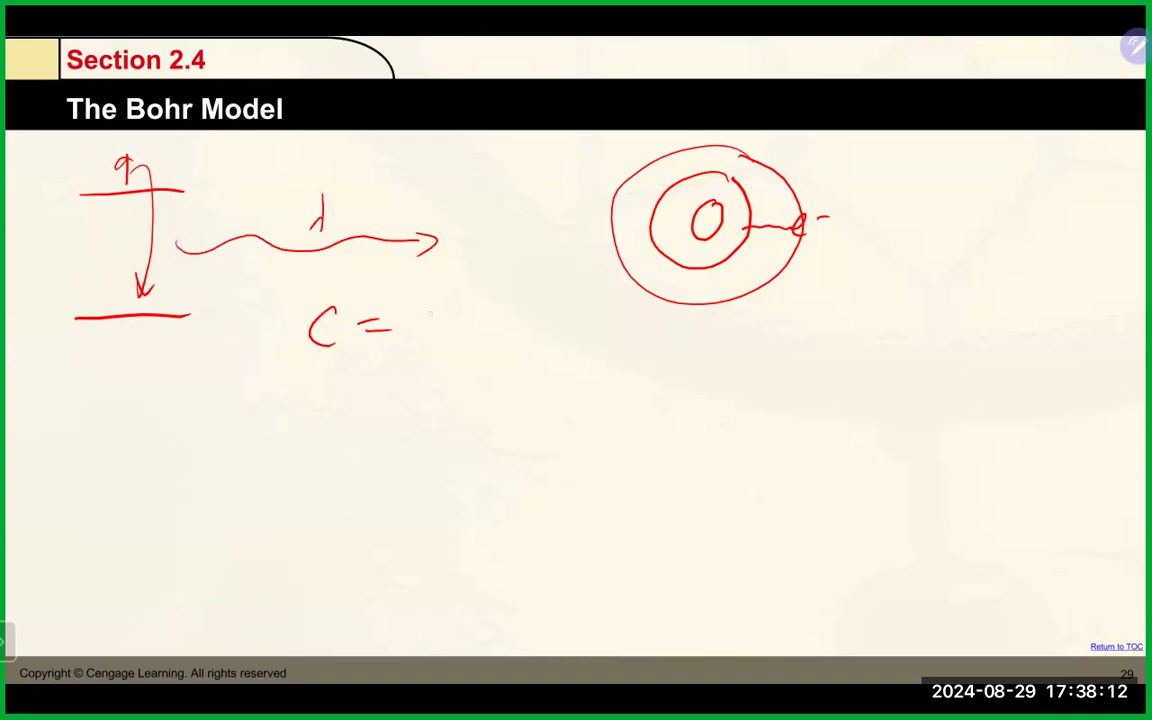 Section 2.4
The Bohr Model
λ
e⁻
C =
Return to TOC
Copyright © Cengage Learning. All rights reserved
29
2024-08-29 17:38:12